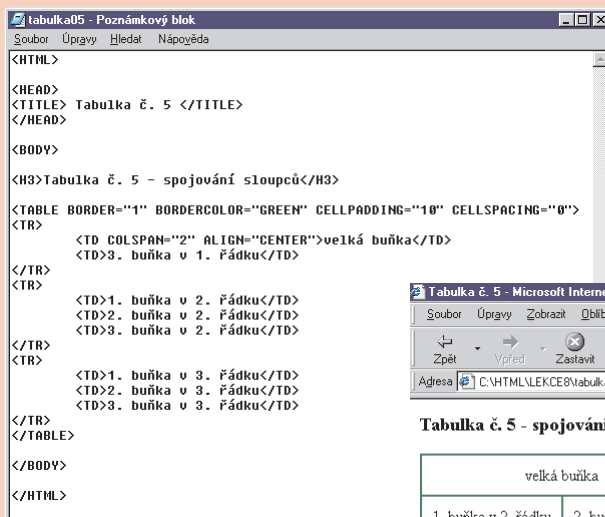 tabulka05 - Poznámkový blok
Soubor Úpravy Hledat Nápověda
<HTML>
<HEAD>
<TITLE> Tabulka č. 5 </TITLE>
</HEAD>
<BODY>
<H3>Tabulka č. 5 - spojování sloupců</H3>
<TABLE BORDER="1" BORDERCOLOR="GREEN" CELLPADDING="10" CELLSPACING="0">
<TR>
<TD COLSPAN="2" ALIGN="CENTER">velká buňka</TD>
<TD>3. buňka v 1. řádku</TD>
</TR>
<TR>
<TD>1. buňka v 2. řádku</TD>
<TD>2. buňka v 2. řádku</TD>
<TD>3. buňka v 2. řádku</TD>
</TR>
<TR>
<TD>1. buňka v 3. řádku</TD>
<TD>2. buňka v 3. řádku</TD>
<TD>3. buňka v 3. řádku</TD>
</TR>
</TABLE>
</BODY>
</HTML>
Tabulka č. 5 - Microsoft Interne
Soubor Úpravy Zobrazit Oblíb
Zpět Vpřed Zastavit
Adresa C:\HTML\LEKCE8\tabulk
Tabulka č. 5 - spojování
velká buňka
1. buňka v 2. řádku 2. bu